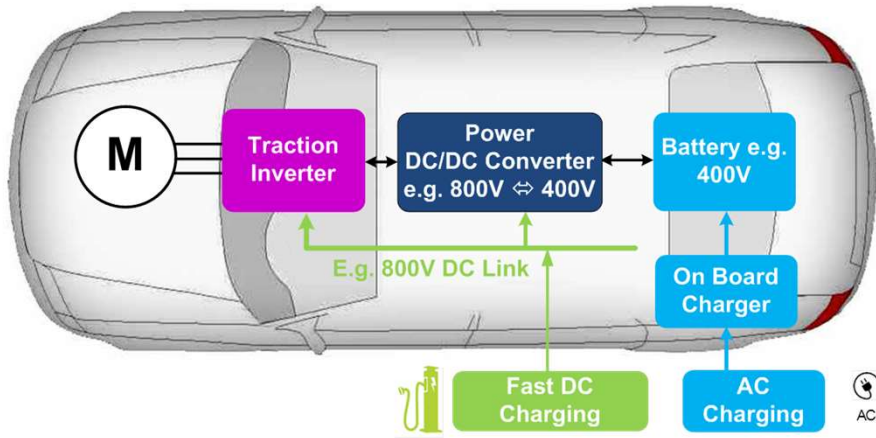 M
Traction
Inverter
Power
DC/DC Converter
e.g. 800V ⇔ 400V
Battery e.g.
400V
E.g. 800V DC Link
On Board
Charger
Fast DC
Charging
AC
Charging
AC